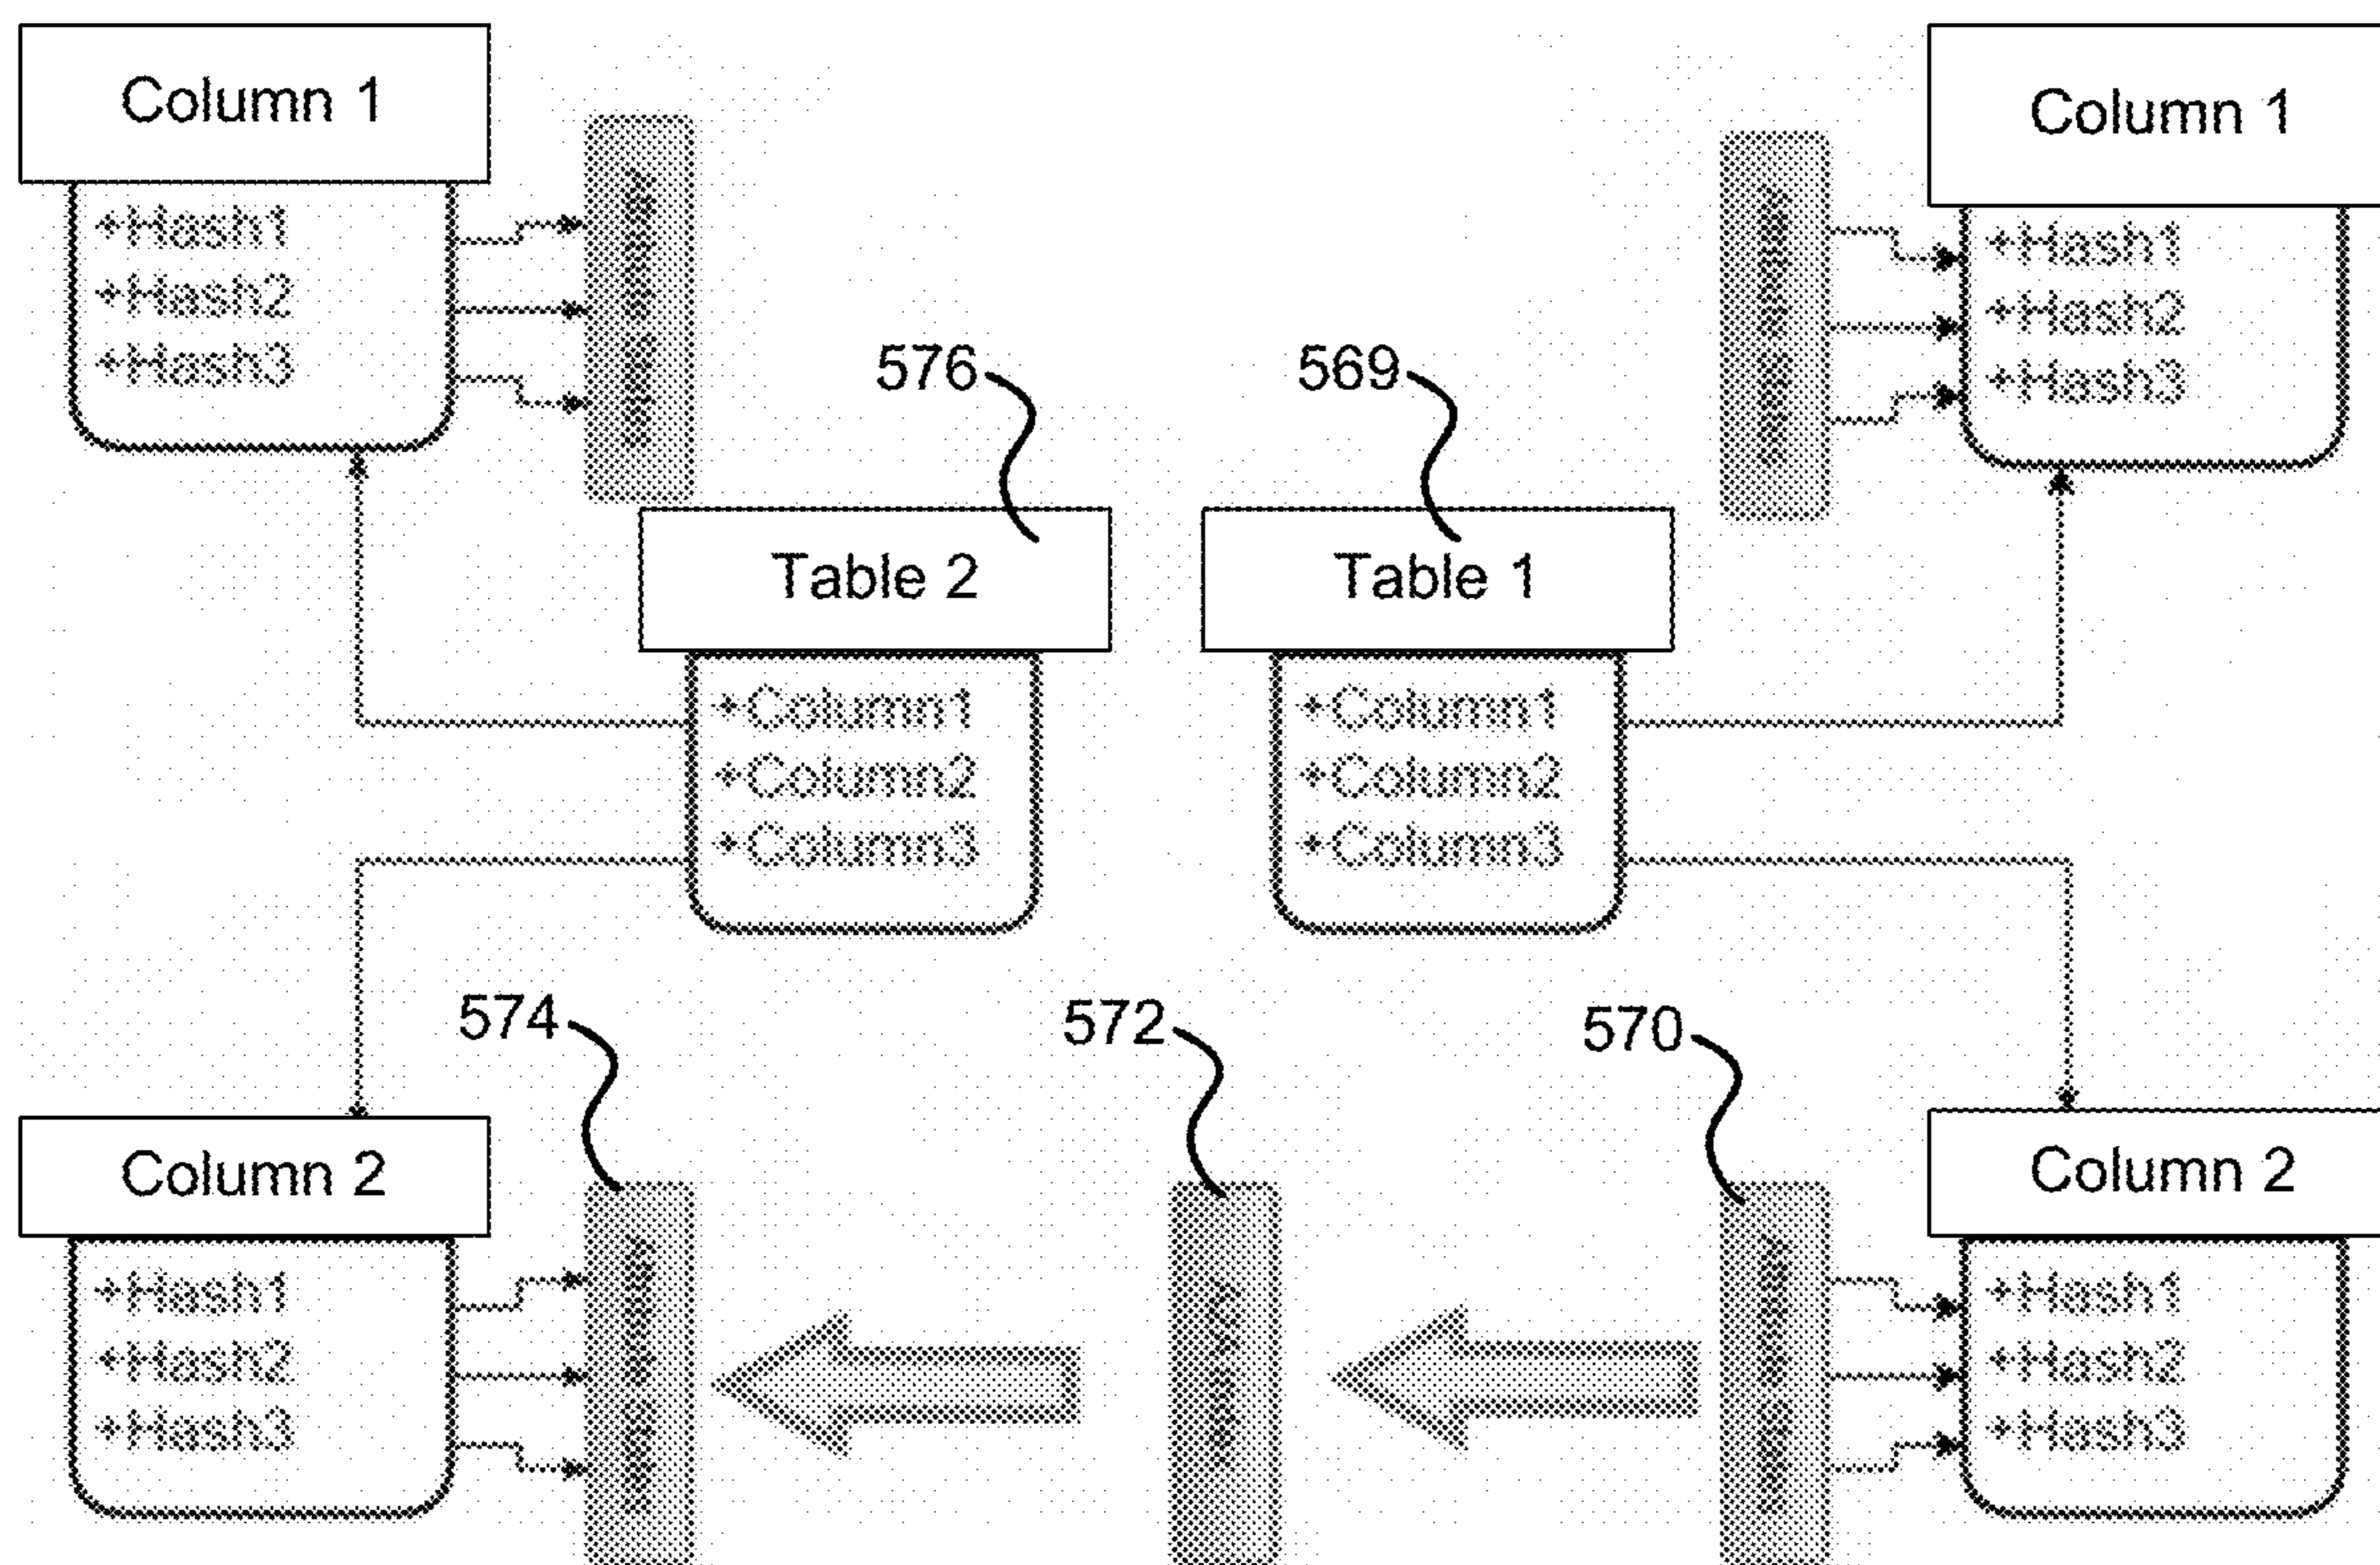 Column 1
+Hash1
+Hash2
+Hash3
Column 1
+Hash1
+Hash2
+Hash3
576
569
Table 2
+Column1
+Column2
+Column3
Table 1
+Column1
+Column2
+Column3
574
572
570
Column 2
+Hash1
+Hash2
+Hash3
Column 2
+Hash1
+Hash2
+Hash3